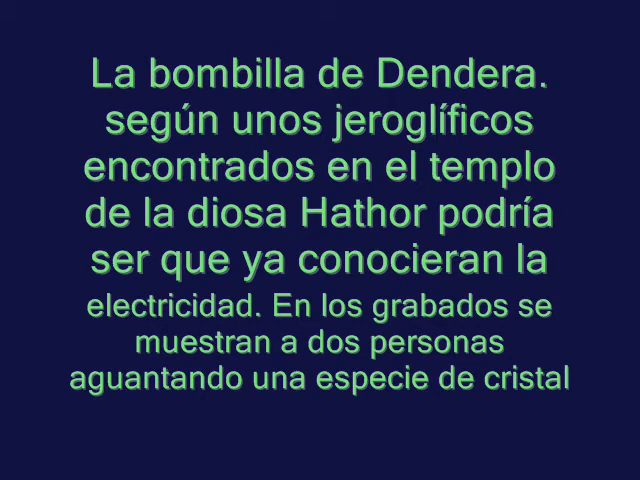 La bombilla de Dendera.
según unos jeroglíficos
encontrados en el templo
de la diosa Hathor podría
ser que ya conocieran la
electricidad. En los grabados se
muestran a dos personas
aguantando una especie de cristal